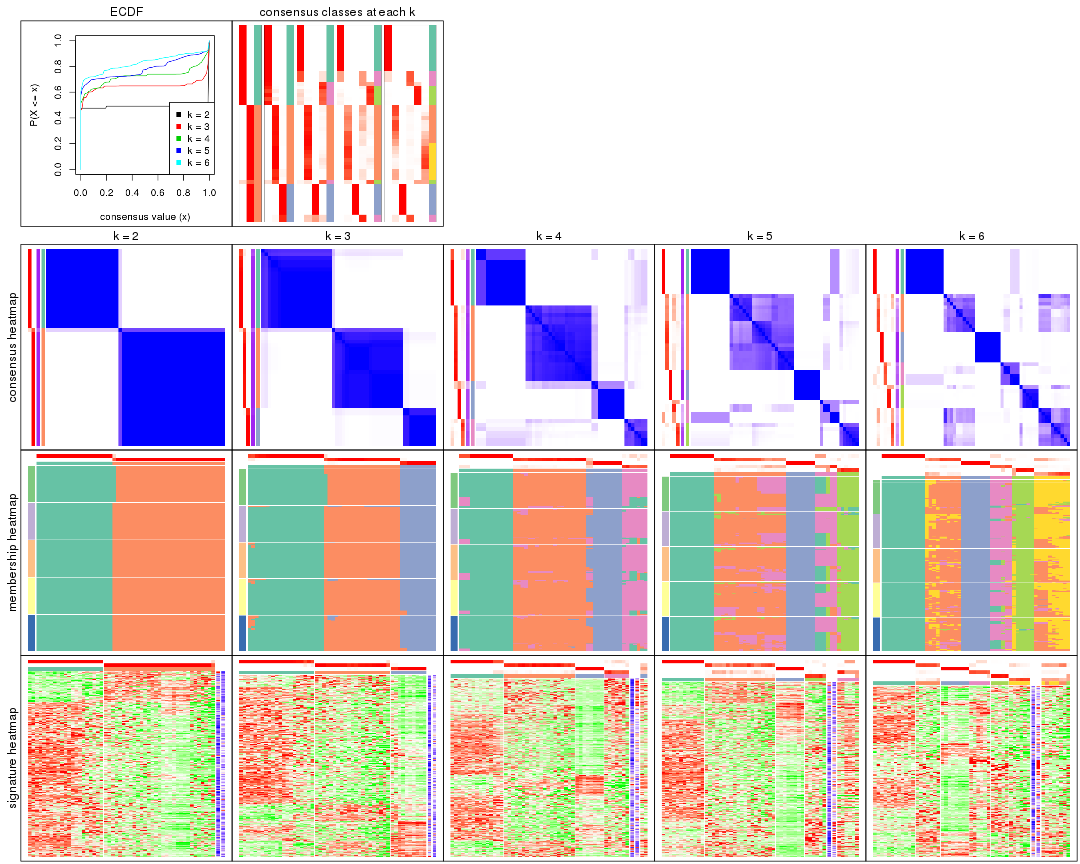 ECDF
consensus classes at each k
P(X <= x)
0.0
0.2
0.4
0.6
0.8
1.0
k = 2
k = 3
k = 4
k = 5
k = 6
0.0 0.2 0.4 0.6 0.8 1.0
consensus value (x)
k = 2
k = 3
k = 4
k = 5
k = 6
consensus heatmap
membership heatmap
signature heatmap